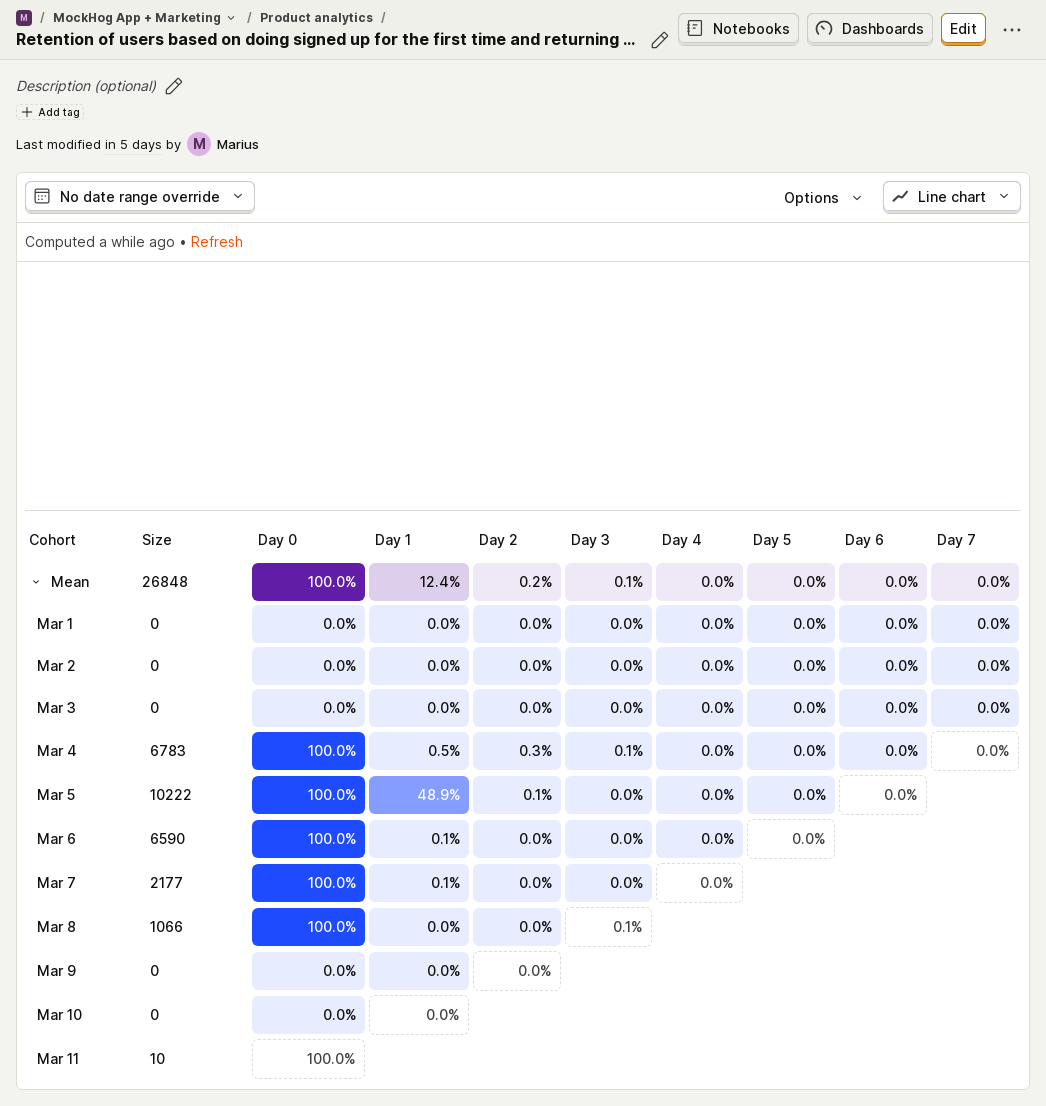 M / MockHog App + Marketing / Product analytics /
Retention of users based on doing signed up for the first time and returning ...
Notebooks
Dashboards
Edit
Description (optional)
Add tag
Last modified in 5 days by M Marius
No date range override
Options
Line chart
Computed a while ago • Refresh
Cohort Size Day 0 Day 1 Day 2 Day 3 Day 4 Day 5 Day 6 Day 7
Mean 26848 100.0% 12.4% 0.2% 0.1% 0.0% 0.0% 0.0% 0.0%
Mar 1 0 0.0% 0.0% 0.0% 0.0% 0.0% 0.0% 0.0% 0.0%
Mar 2 0 0.0% 0.0% 0.0% 0.0% 0.0% 0.0% 0.0% 0.0%
Mar 3 0 0.0% 0.0% 0.0% 0.0% 0.0% 0.0% 0.0% 0.0%
Mar 4 6783 100.0% 0.5% 0.3% 0.1% 0.0% 0.0% 0.0% 0.0%
Mar 5 10222 100.0% 48.9% 0.1% 0.0% 0.0% 0.0% 0.0%
Mar 6 6590 100.0% 0.1% 0.0% 0.0% 0.0% 0.0%
Mar 7 2177 100.0% 0.1% 0.0% 0.0% 0.0%
Mar 8 1066 100.0% 0.0% 0.0% 0.1%
Mar 9 0 0.0% 0.0% 0.0%
Mar 10 0 0.0% 0.0%
Mar 11 10 100.0%